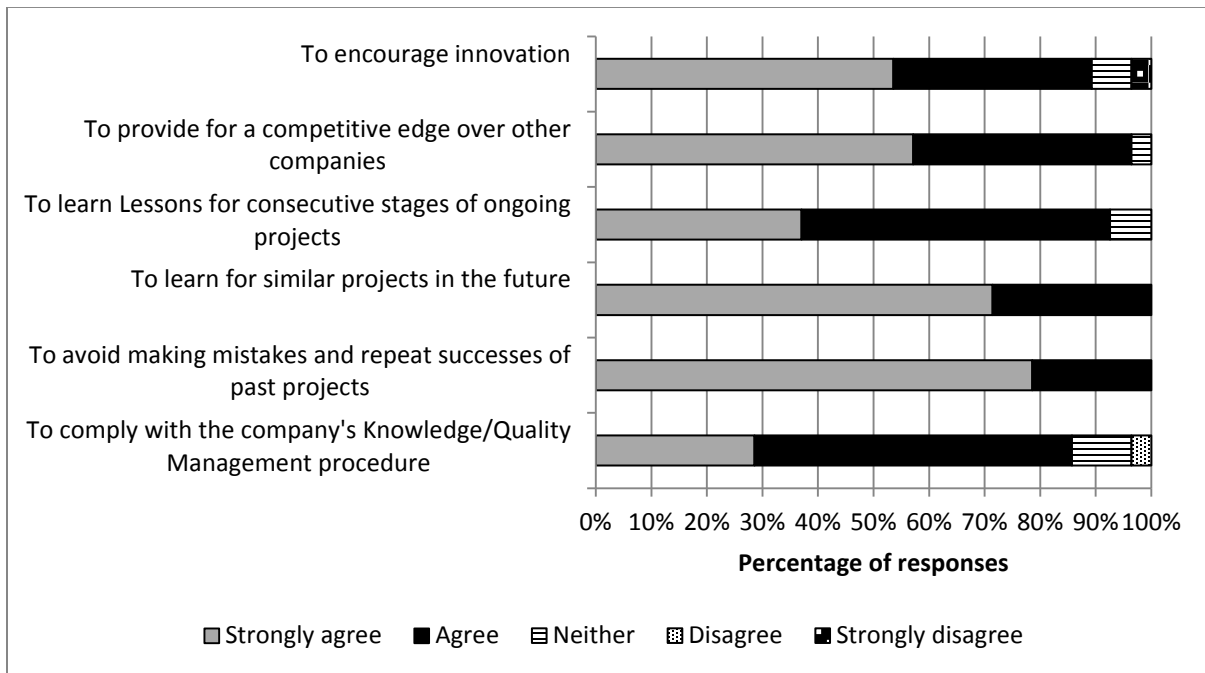 To encourage innovation
To provide for a competitive edge over other
companies
To learn Lessons for consecutive stages of ongoing
projects
To learn for similar projects in the future
To avoid making mistakes and repeat successes of
past projects
To comply with the company's Knowledge/Quality
Management procedure
0% 10% 20% 30% 40% 50% 60% 70% 80% 90% 100%
Percentage of responses
Strongly agree Agree Neither Disagree Strongly disagree